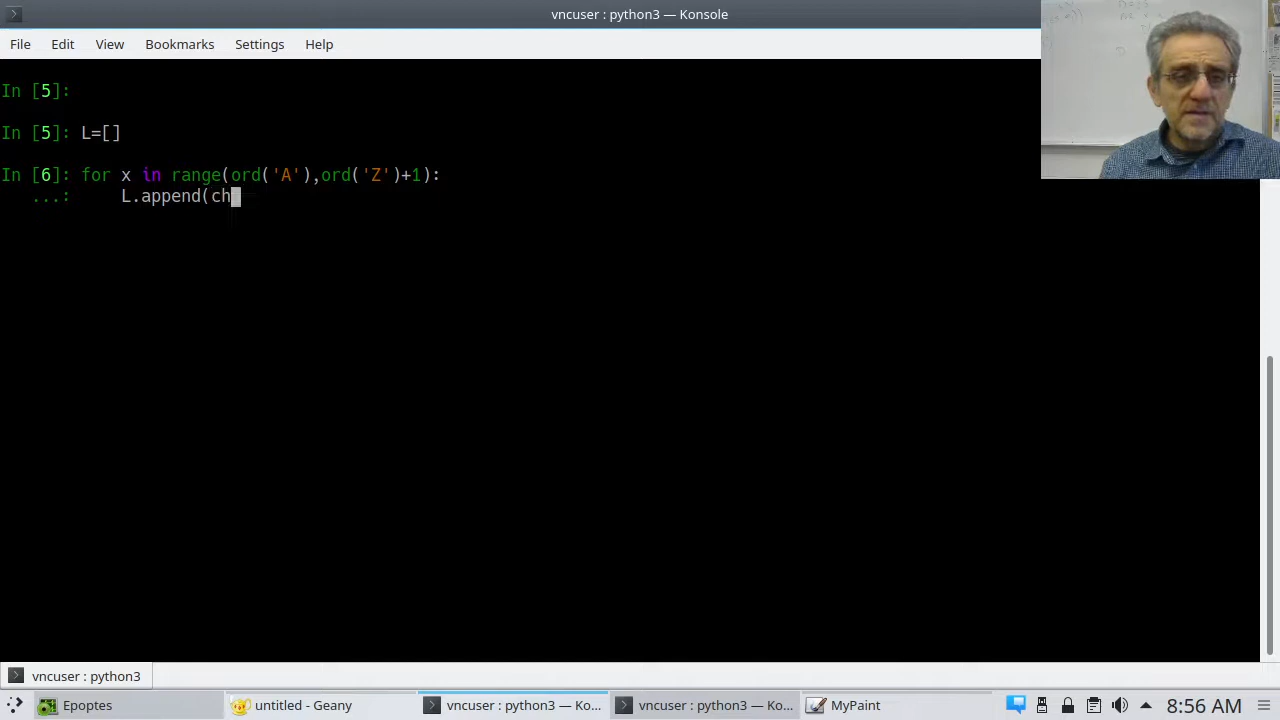 vncuser : python3 — Konsole
File Edit View Bookmarks Settings Help
In [5]:
In [5]: L=[]
In [6]: for x in range(ord('A'),ord('Z')+1):
...: L.append(ch
vncuser : python3
Epoptes untitled - Geany vncuser : python3 — Ko... vncuser : python3 — Ko... MyPaint 8:56 AM